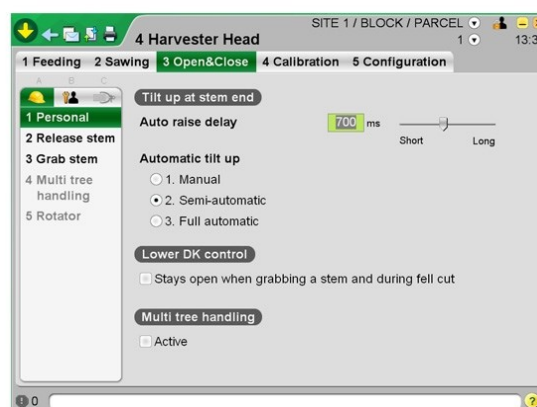 SITE 1 / BLOCK / PARCEL
4 Harvester Head
1
1 Feeding 2 Sawing 3 Open&Close 4 Calibration 5 Configuration
A B C
1 Personal
2 Release stem
3 Grab stem
4 Multi tree
handling
5 Rotator
Tilt up at stem end
Auto raise delay 700 ms
Short Long
Automatic tilt up
1. Manual
2. Semi-automatic
3. Full automatic
Lower DK control
Stays open when grabbing a stem and during fell cut
Multi tree handling
Active
0
?